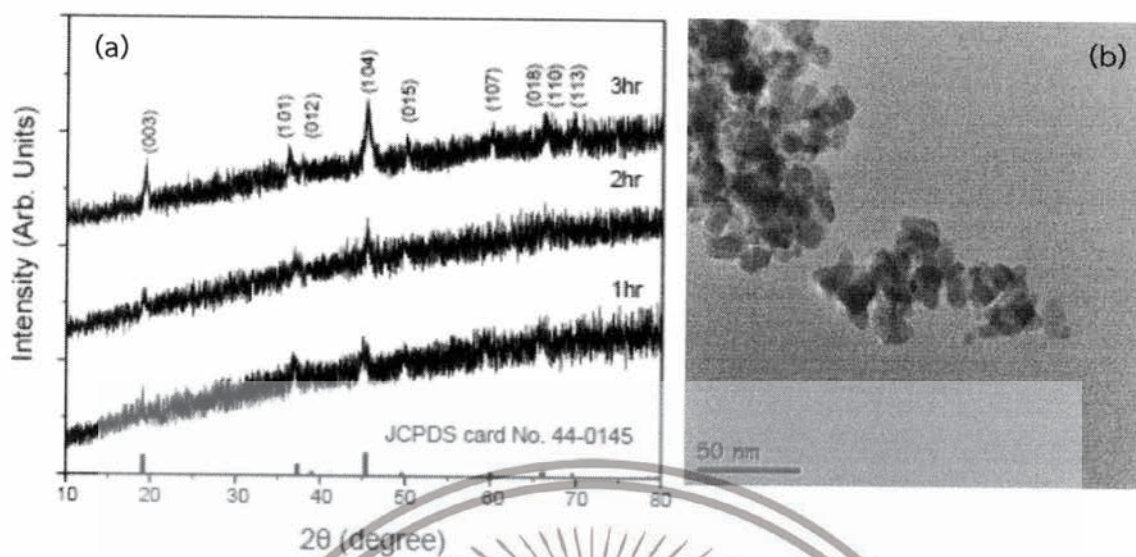 (a)
(003)
(101)
(012)
(104)
(015)
(107)
(018)
(110)
(113)
3hr
2hr
1hr
JCPDS card No. 44-0145
Intensity (Arb. Units)
10 20 30 40 50 60 70 80
2θ (degree)
(b)
50 nm